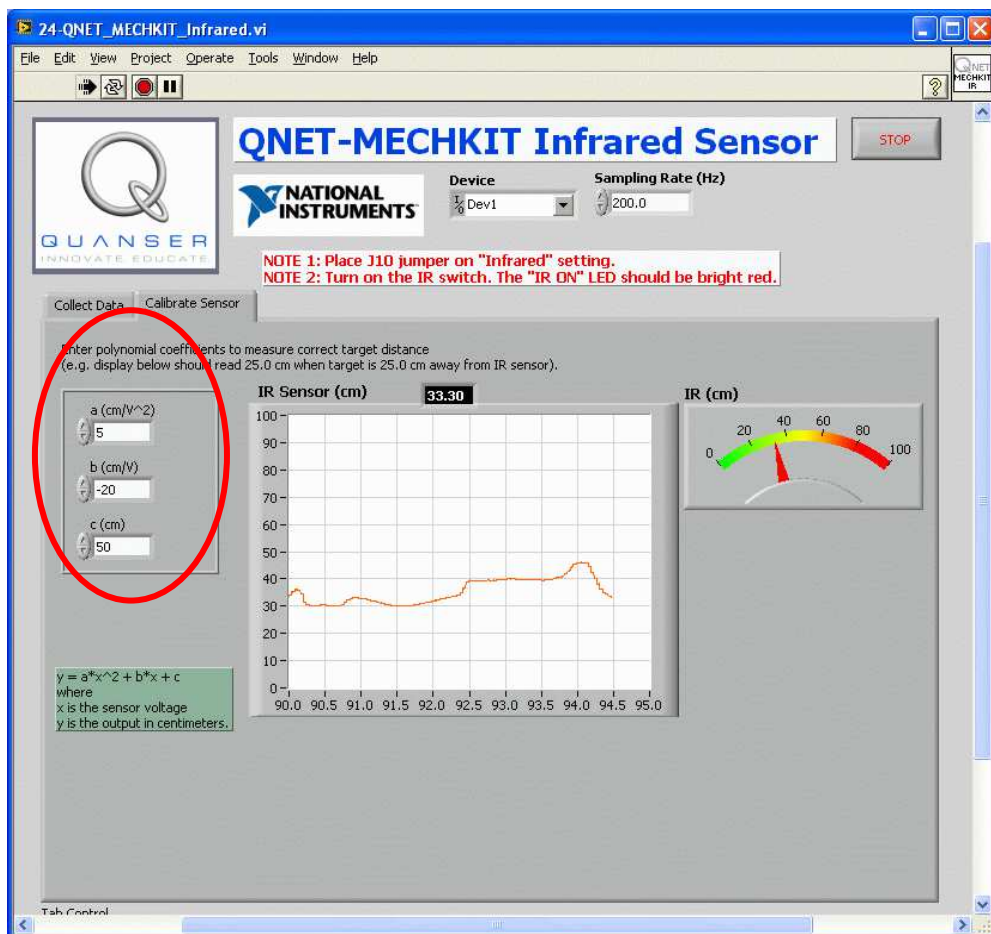 24-QNET_MECHKIT_Infrared.vi
File Edit View Project Operate Tools Window Help
?
QNET
MECHKIT
IR
QNET-MECHKIT Infrared Sensor
STOP
QUANSER
INNOVATE EDUCATE
NATIONAL
INSTRUMENTS
Device
Dev1
Sampling Rate (Hz)
200.0
NOTE 1: Place J10 jumper on "Infrared" setting.
NOTE 2: Turn on the IR switch. The "IR ON" LED should be bright red.
Collect Data
Calibrate Sensor
Enter polynomial coefficients to measure correct target distance
(e.g. display below should read 25.0 cm when target is 25.0 cm away from IR sensor).
a (cm/V^2)
5
b (cm/V)
-20
c (cm)
50
y = a*x^2 + b*x + c
where
x is the sensor voltage
y is the output in centimeters.
IR Sensor (cm)
33.30
100
90
80
70
60
50
40
30
20
10
0
90.0 90.5 91.0 91.5 92.0 92.5 93.0 93.5 94.0 94.5 95.0
IR (cm)
0 20 40 60 80 100
Tab Control